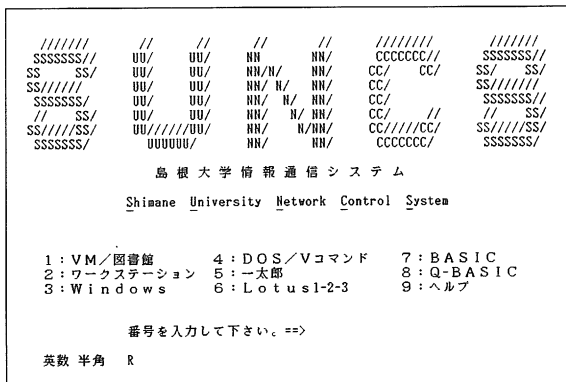 SUNCS
島根大学情報通信システム
Shimane University Network Control System
1：VM／図書館 4：DOS／Vコマンド 7：BASIC
2：ワークステーション 5：一太郎 8：Q-BASIC
3：Windows 6：Lotus1-2-3 9：ヘルプ
番号を入力して下さい。==>
英数 半角 R